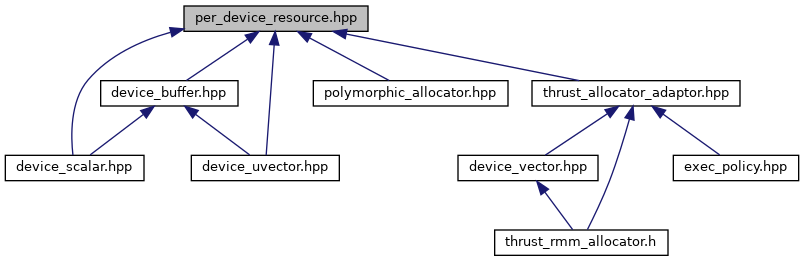 per_device_resource.hpp
device_buffer.hpp
polymorphic_allocator.hpp
thrust_allocator_adaptor.hpp
device_scalar.hpp
device_uvector.hpp
device_vector.hpp
exec_policy.hpp
thrust_rmm_allocator.h